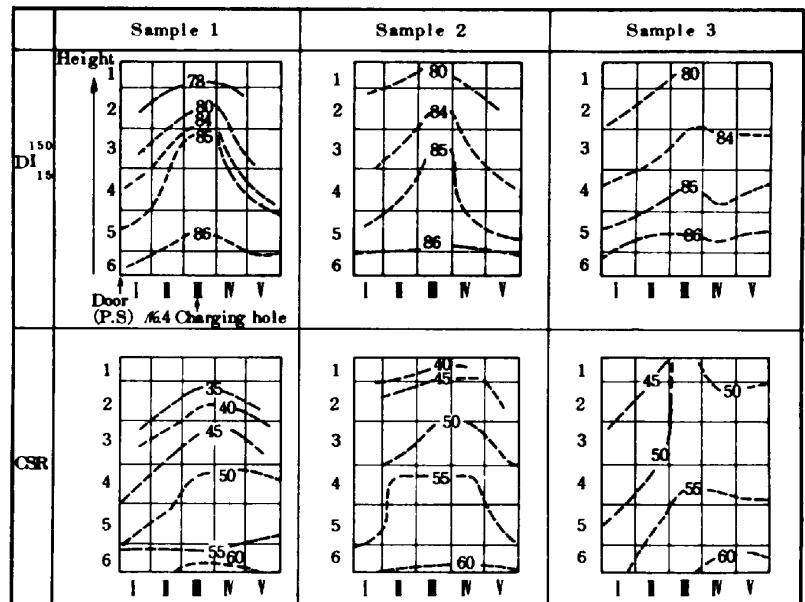 Sample 1 Sample 2 Sample 3
Height
DI 150 15
1 2 3 4 5 6
78 80 84 85 86
I II III IV V
Door (P.S) №4 Charging hole
1 2 3 4 5 6
80 84 85 86
I II III IV V
1 2 3 4 5 6
80 84 85 86
I II III IV V
CSR
1 2 3 4 5 6
35 40 45 50 55 60
I II III IV V
1 2 3 4 5 6
40 45 50 55 60
I II III IV V
1 2 3 4 5 6
45 50 50 55 60
I II III IV V